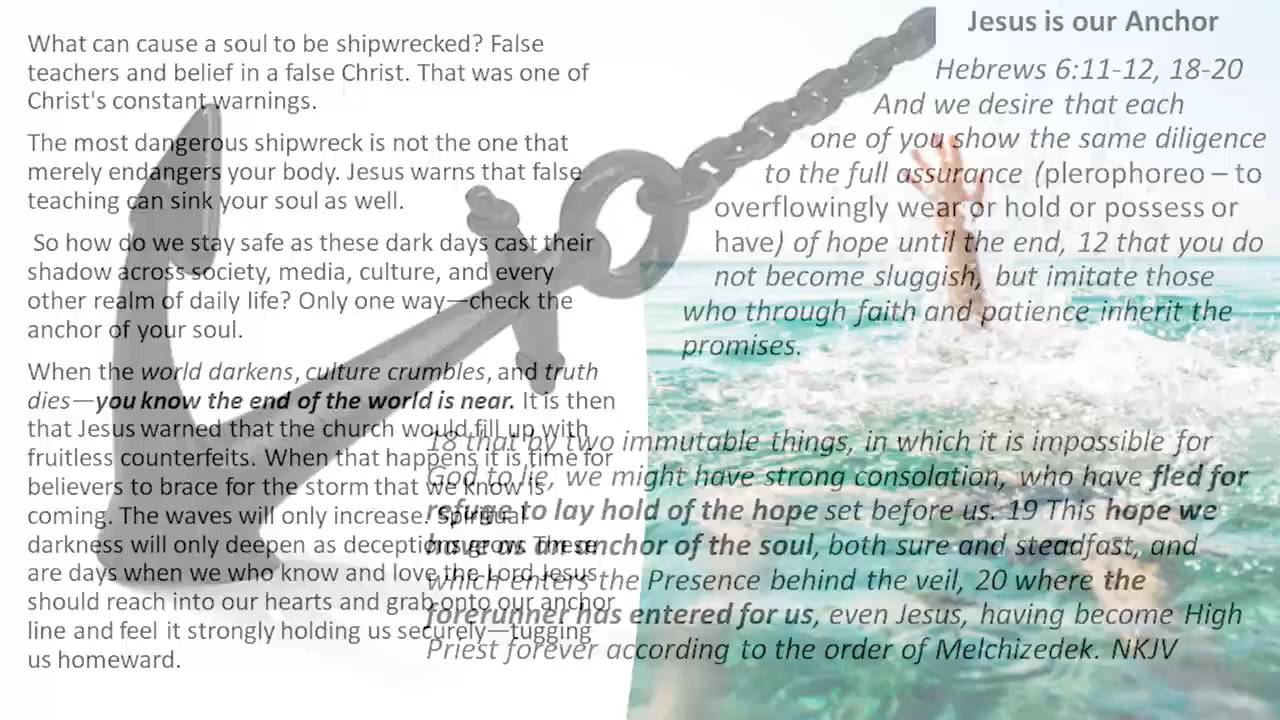 What can cause a soul to be shipwrecked? False
teachers and belief in a false Christ. That was one of
Christ's constant warnings.
The most dangerous shipwreck is not the one that
merely endangers your body. Jesus warns that false
teaching can sink your soul as well.
So how do we stay safe as these dark days cast their
shadow across society, media, culture, and every
other realm of daily life? Only one way—check the
anchor of your soul.
When the world darkens, culture crumbles, and truth
dies—you know the end of the world is near. It is then
that Jesus warned that the church would fill up with
fruitless counterfeits. When that happens it is time for
believers to brace for the storm that we know is
coming. The waves will only increase. Spiritual
darkness will only deepen as deceptions grow. These
are days when we who know and love the Lord Jesus
should reach into our hearts and grab onto our anchor
line and feel it strongly holding us securely—tugging
us homeward.
Jesus is our Anchor
Hebrews 6:11-12, 18-20
And we desire that each
one of you show the same diligence
to the full assurance (plerophoreo – to
overflowingly wear or hold or possess or
have) of hope until the end, 12 that you do
not become sluggish, but imitate those
who through faith and patience inherit the
promises.
18 that by two immutable things, in which it is impossible for
God to lie, we might have strong consolation, who have fled for
refuge to lay hold of the hope set before us. 19 This hope we
have as an anchor of the soul, both sure and steadfast, and
which enters the Presence behind the veil, 20 where the
forerunner has entered for us, even Jesus, having become High
Priest forever according to the order of Melchizedek. NKJV